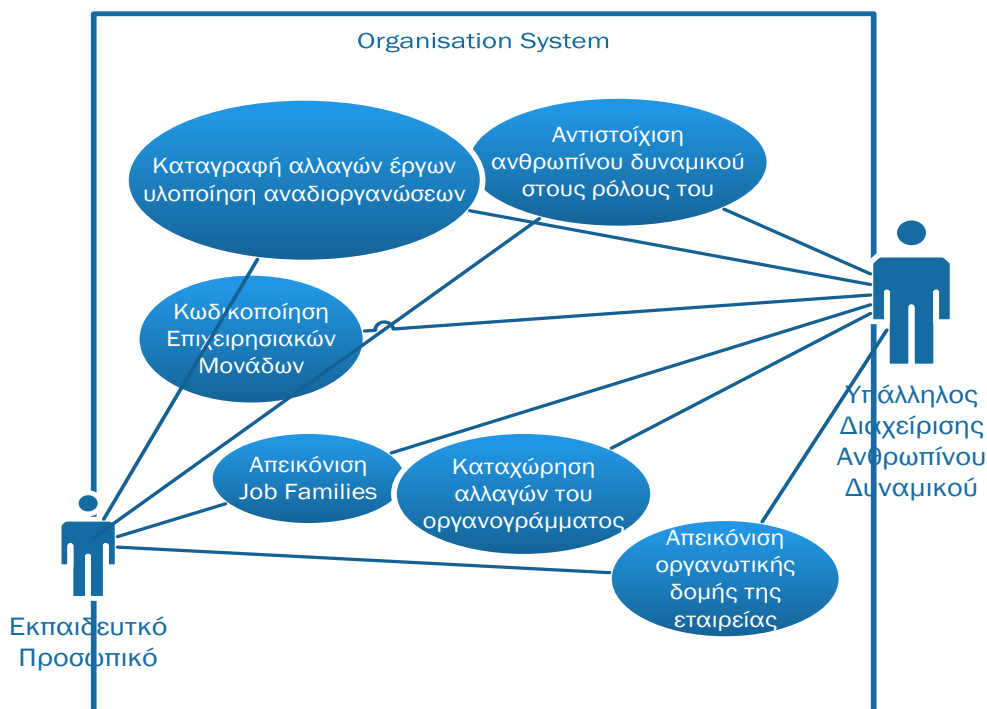 Organisation System
Καταγραφή αλλαγών έργων
υλοποίηση αναδιοργανώσεων
Αντιστοίχιση
ανθρωπίνου δυναμικού
στους ρόλους του
Κωδικοποίηση
Επιχειρησιακών
Μονάδων
Απεικόνιση
Job Families
Καταχώρηση
αλλαγών του
οργανογράμματος
Απεικόνιση
οργανωτικής
δομής της
εταιρείας
Υπάλληλος
Διαχείρισης
Ανθρωπίνου
Δυναμικού
Εκπαιδευτκό
Προσωπικό